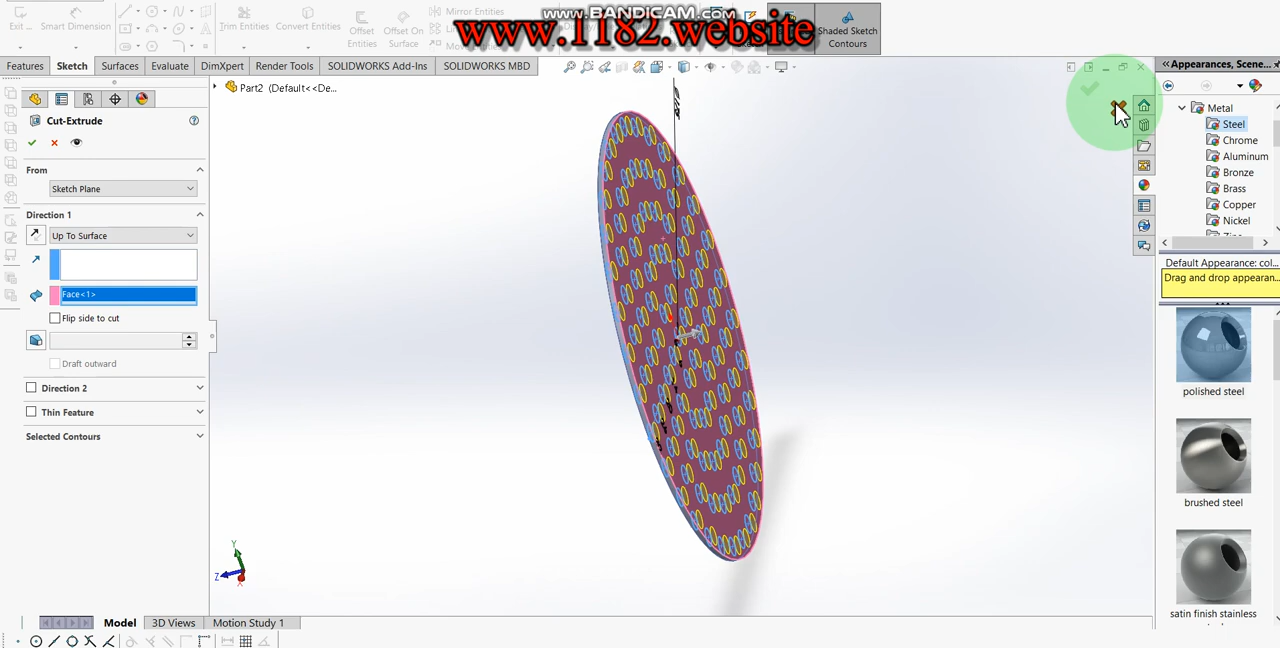 www.BANDICAM.com
www.1182.website
Exit ...
Smart Dimension
Trim Entities
Convert Entities
Offset Entities
Offset On Surface
Mirror Entities
Shaded Sketch Contours
Features
Sketch
Surfaces
Evaluate
DimXpert
Render Tools
SOLIDWORKS Add-Ins
SOLIDWORKS MBD
Part2 (Default<<De...
Cut-Extrude
From
Sketch Plane
Direction 1
Up To Surface
Face<1>
Flip side to cut
Draft outward
Direction 2
Thin Feature
Selected Contours
Y
Z
X
Appearances, Scene...
Metal
Steel
Chrome
Aluminum
Bronze
Brass
Copper
Nickel
Default Appearance: col...
Drag and drop appearan...
polished steel
brushed steel
satin finish stainless
Model
3D Views
Motion Study 1